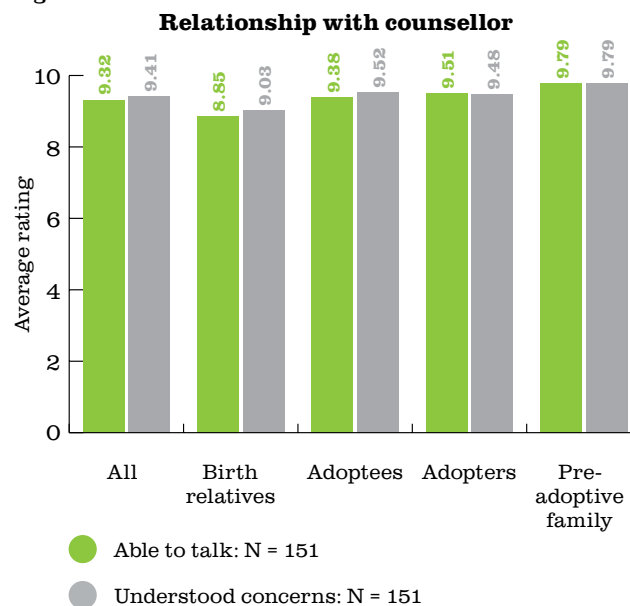 Relationship with counsellor
9.32
9.41
8.85
9.03
9.38
9.52
9.51
9.48
9.79
9.79
10
8
6
4
2
0
Average rating
All
Birth
relatives
Adoptees
Adopters
Pre-
adoptive
family
Able to talk: N = 151
Understood concerns: N = 151